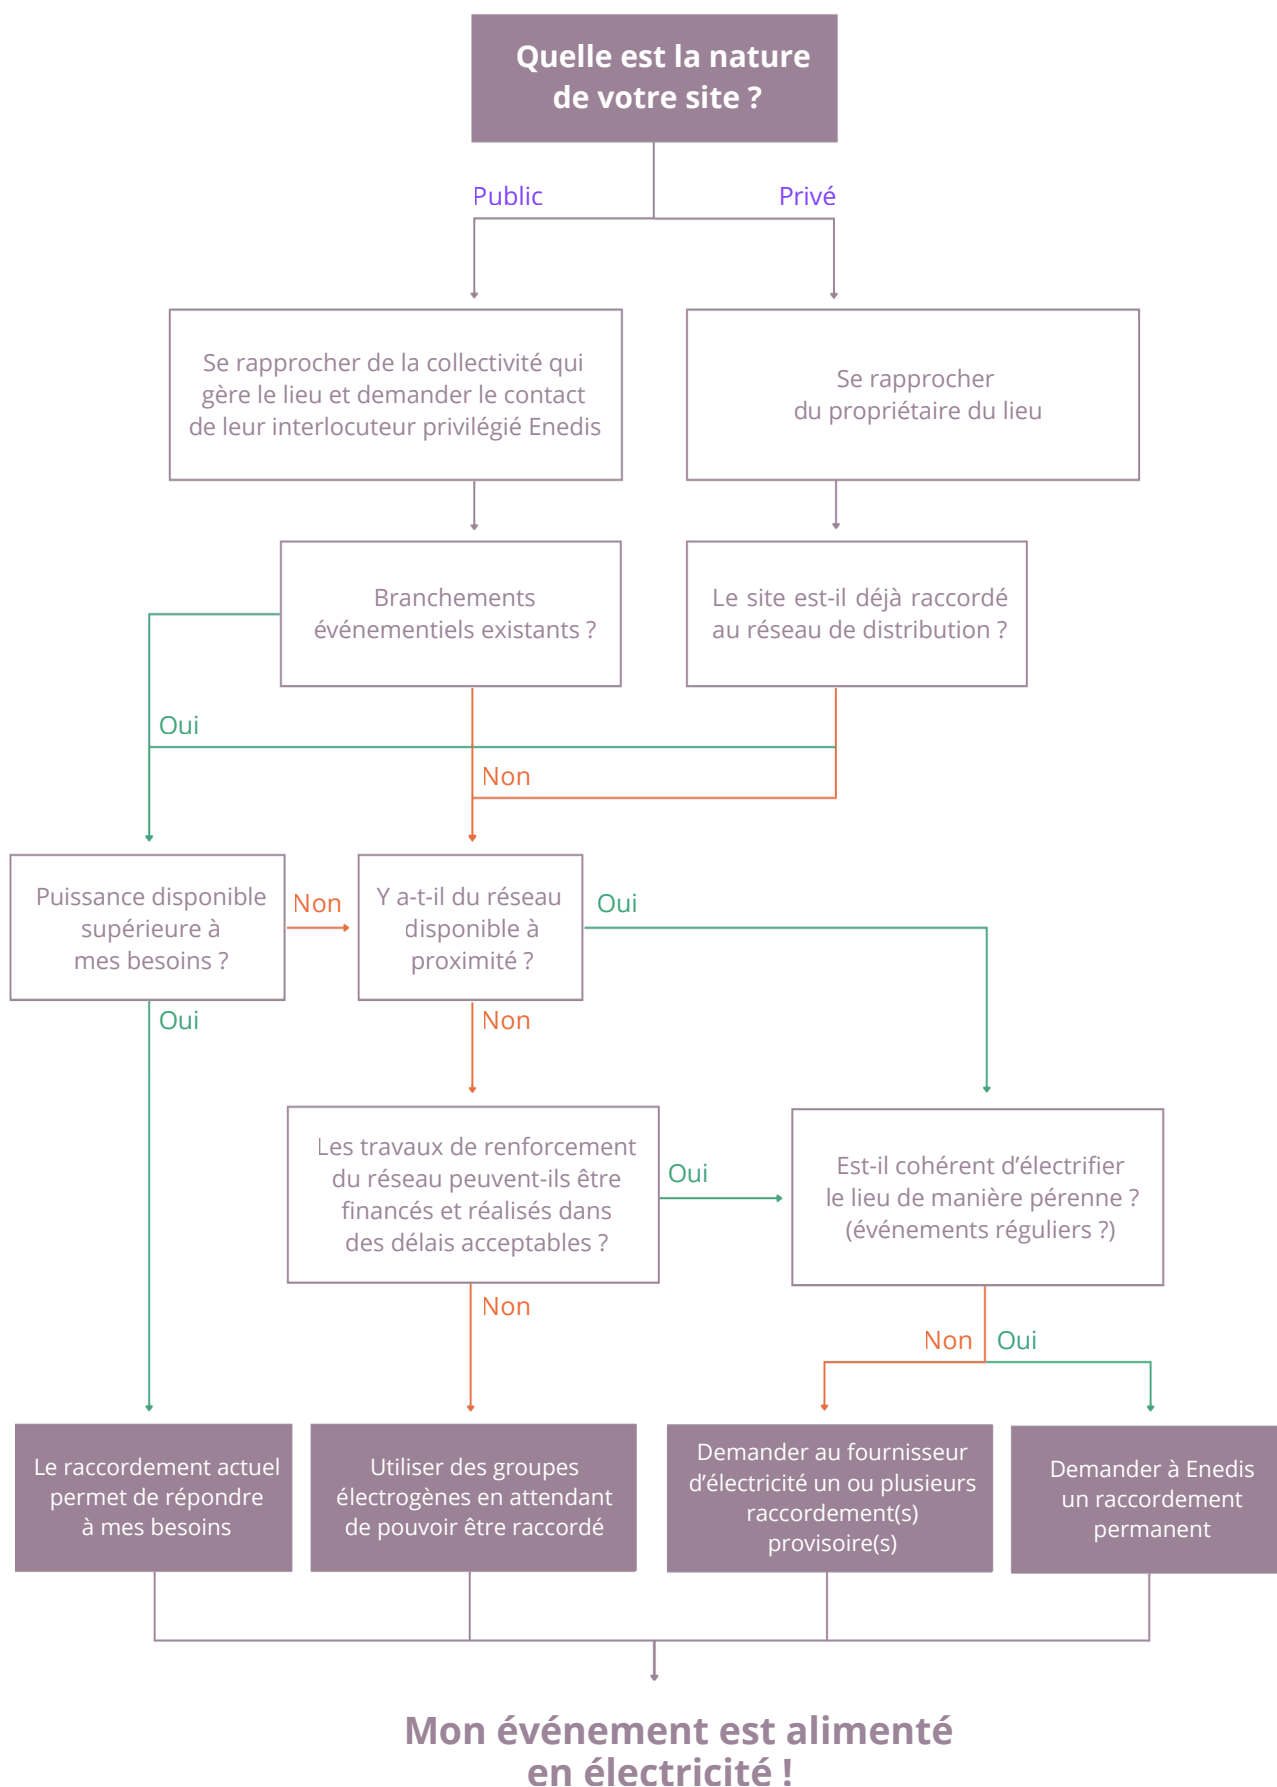 Quelle est la nature
de votre site ?
Public
Privé
Se rapprocher de la collectivité qui
gère le lieu et demander le contact
de leur interlocuteur privilégié Enedis
Se rapprocher
du propriétaire du lieu
Branchements
événementiels existants ?
Le site est-il déjà raccordé
au réseau de distribution ?
Oui
Non
Puissance disponible
supérieure à
mes besoins ?
Non
Y a-t-il du réseau
disponible à
proximité ?
Oui
Oui
Non
Les travaux de renforcement
du réseau peuvent-ils être
financés et réalisés dans
des délais acceptables ?
Oui
Est-il cohérent d’électrifier
le lieu de manière pérenne ?
(événements réguliers ?)
Non
Non
Oui
Le raccordement actuel
permet de répondre
à mes besoins
Utiliser des groupes
électrogènes en attendant
de pouvoir être raccordé
Demander au fournisseur
d’électricité un ou plusieurs
raccordement(s)
provisoire(s)
Demander à Enedis
un raccordement
permanent
Mon événement est alimenté
en électricité !